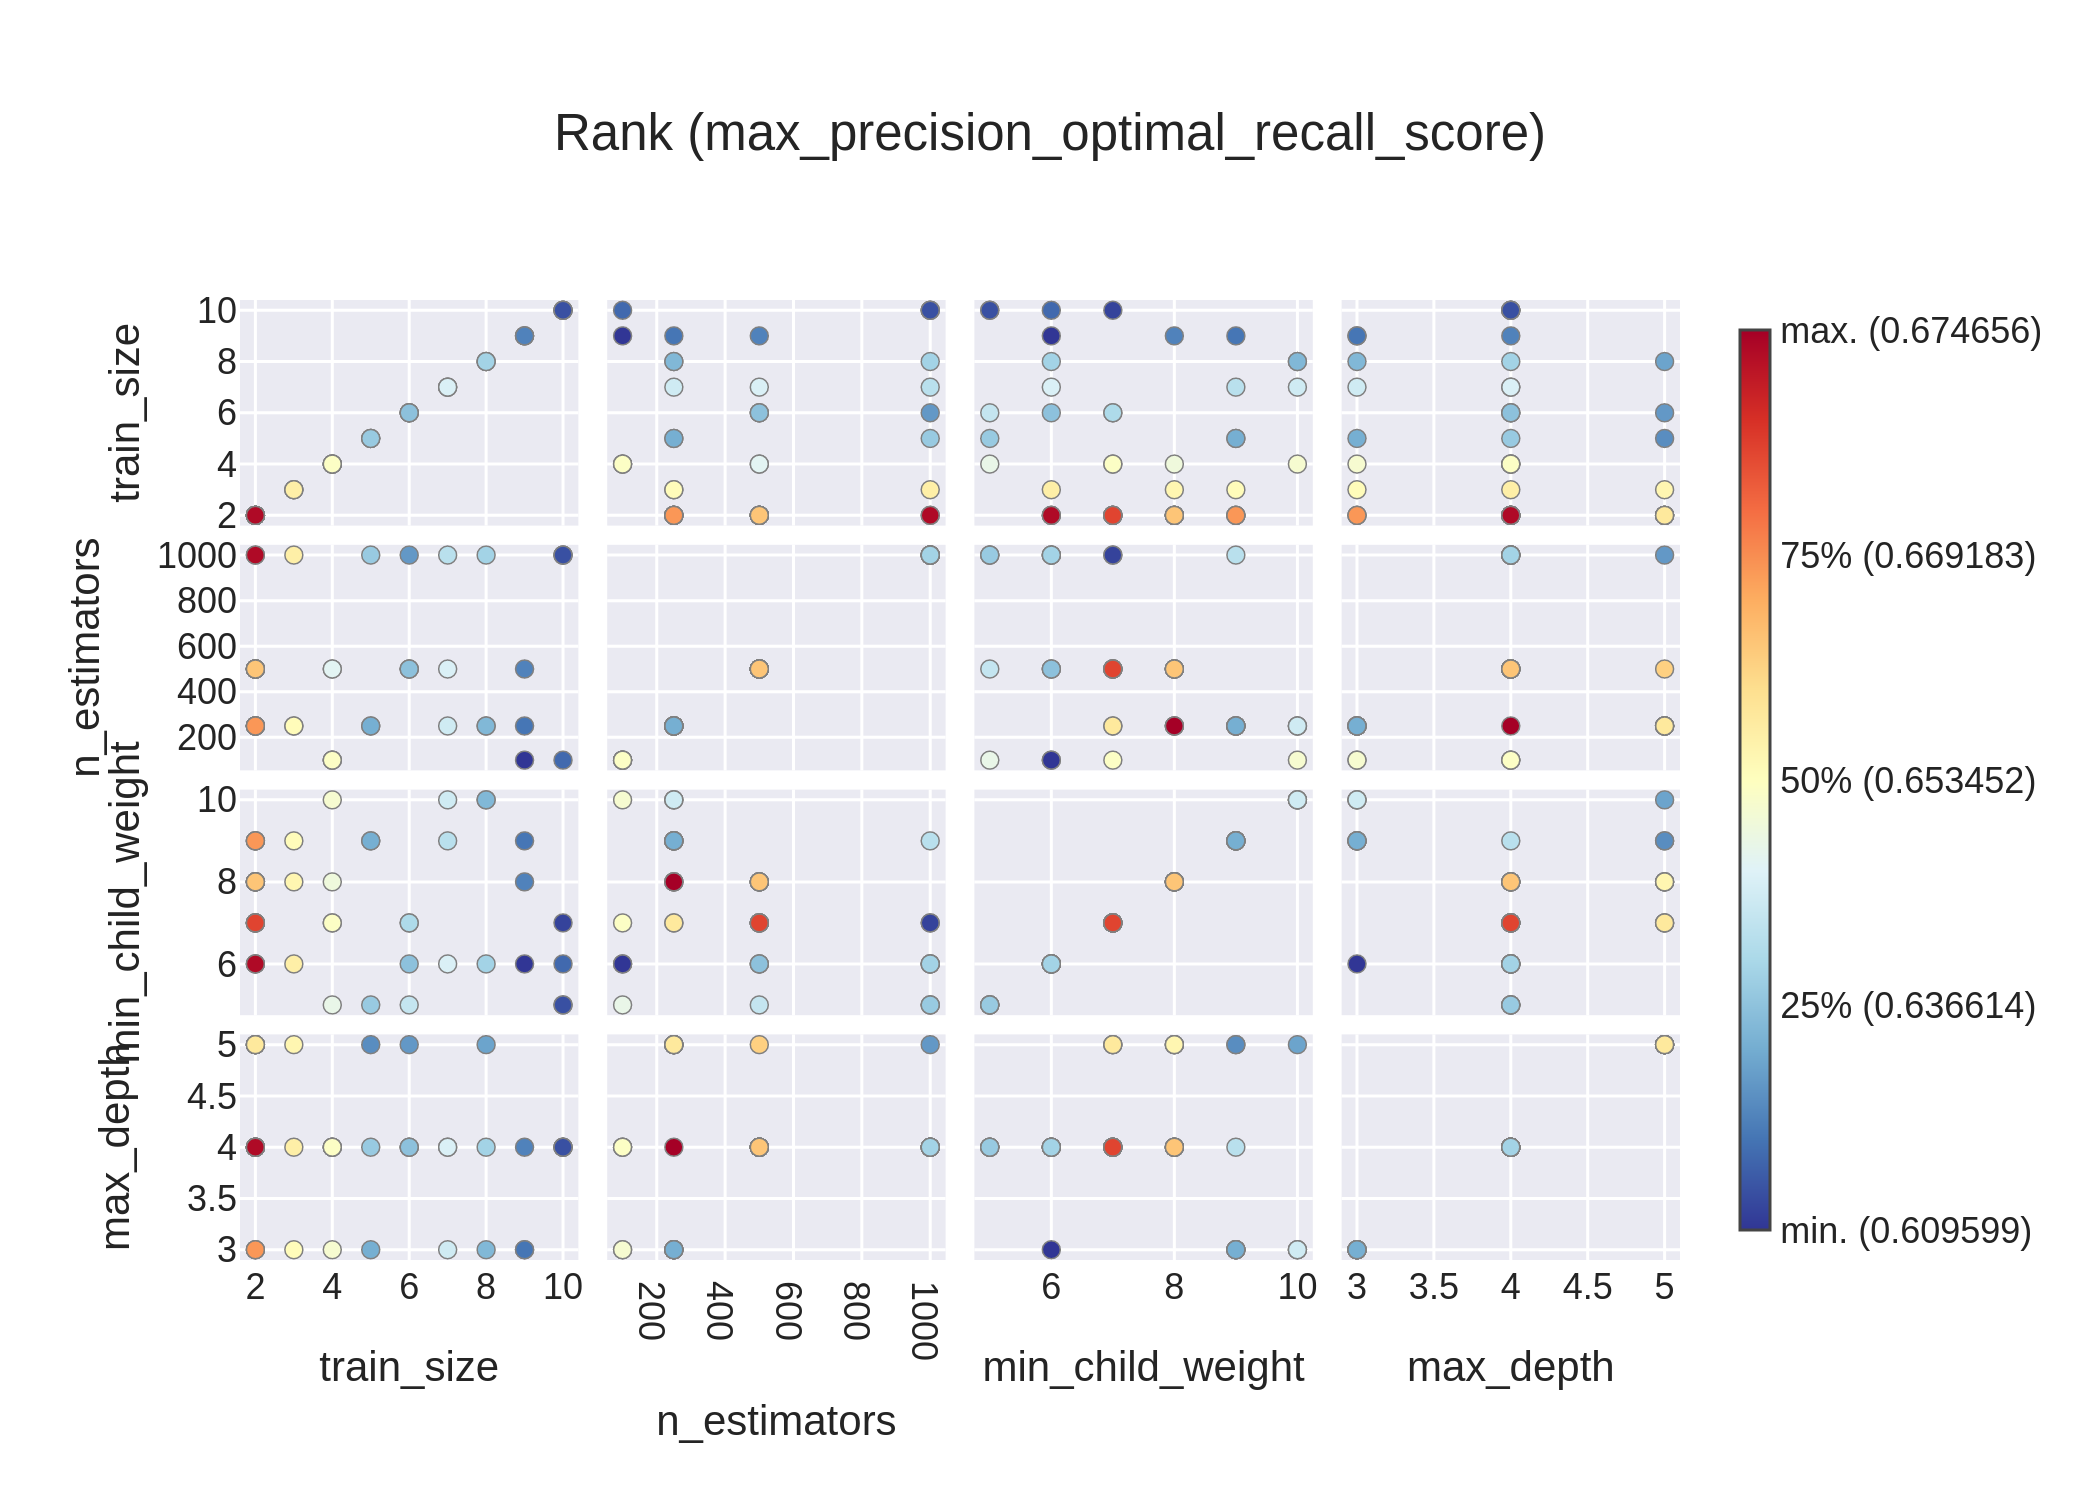 Rank (max_precision_optimal_recall_score)
train_size
10
8
6
4
2
n_estimators
1000
800
600
400
200
min_child_weight
10
8
6
max_depth
5
4.5
4
3.5
3
2 4 6 8 10
200 400 600 800 1000
6 8 10
3 3.5 4 4.5 5
train_size
n_estimators
min_child_weight
max_depth
max. (0.674656)
75% (0.669183)
50% (0.653452)
25% (0.636614)
min. (0.609599)